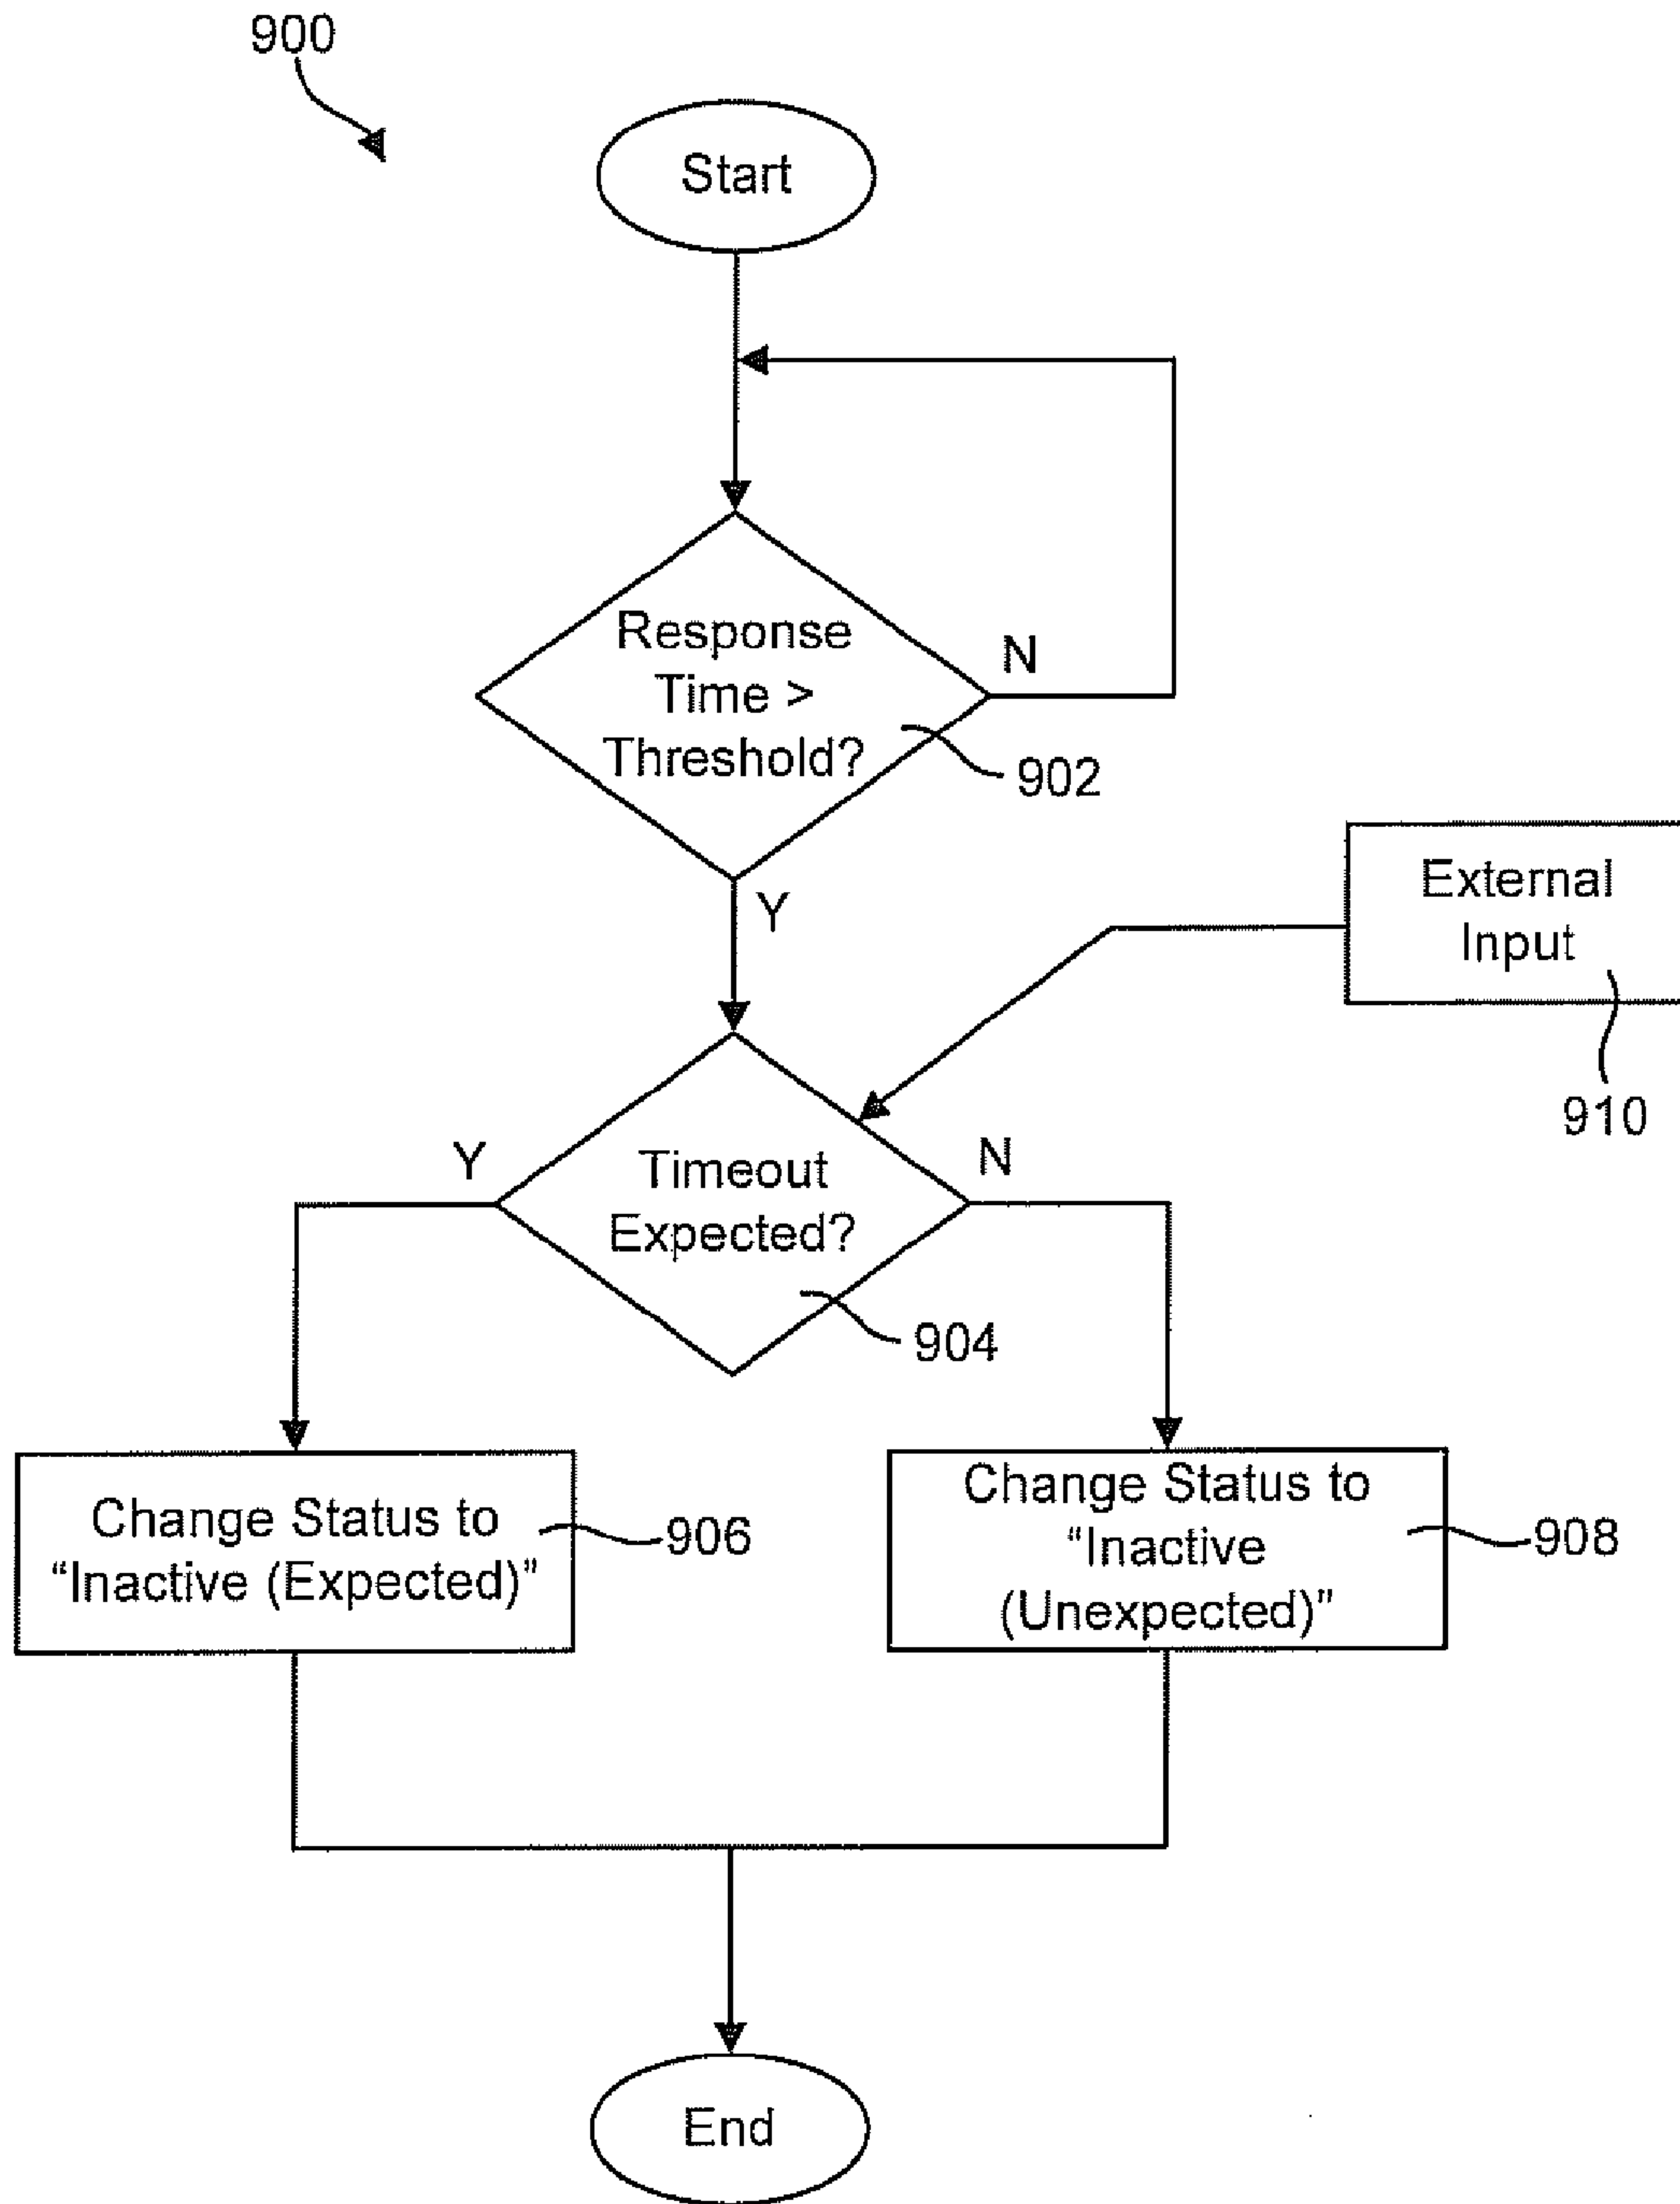 900
Start
Response
Time >
Threshold?
N
902
Y
External
Input
910
Timeout
Expected?
Y
N
904
Change Status to
“Inactive (Expected)”
906
Change Status to
“Inactive
(Unexpected)”
908
End